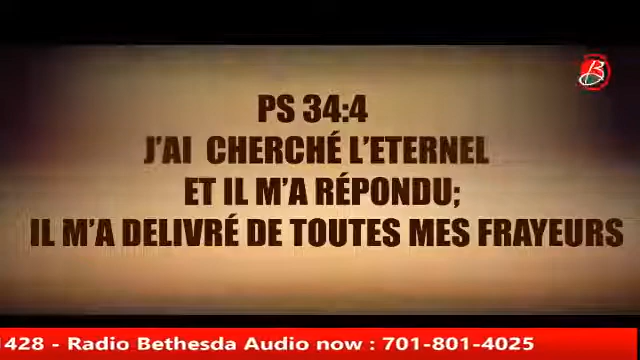 B
PS 34:4
J'AI CHERCHÉ L'ETERNEL
ET IL M'A RÉPONDU;
IL M'A DELIVRÉ DE TOUTES MES FRAYEURS
1428 - Radio Bethesda Audio now : 701-801-4025